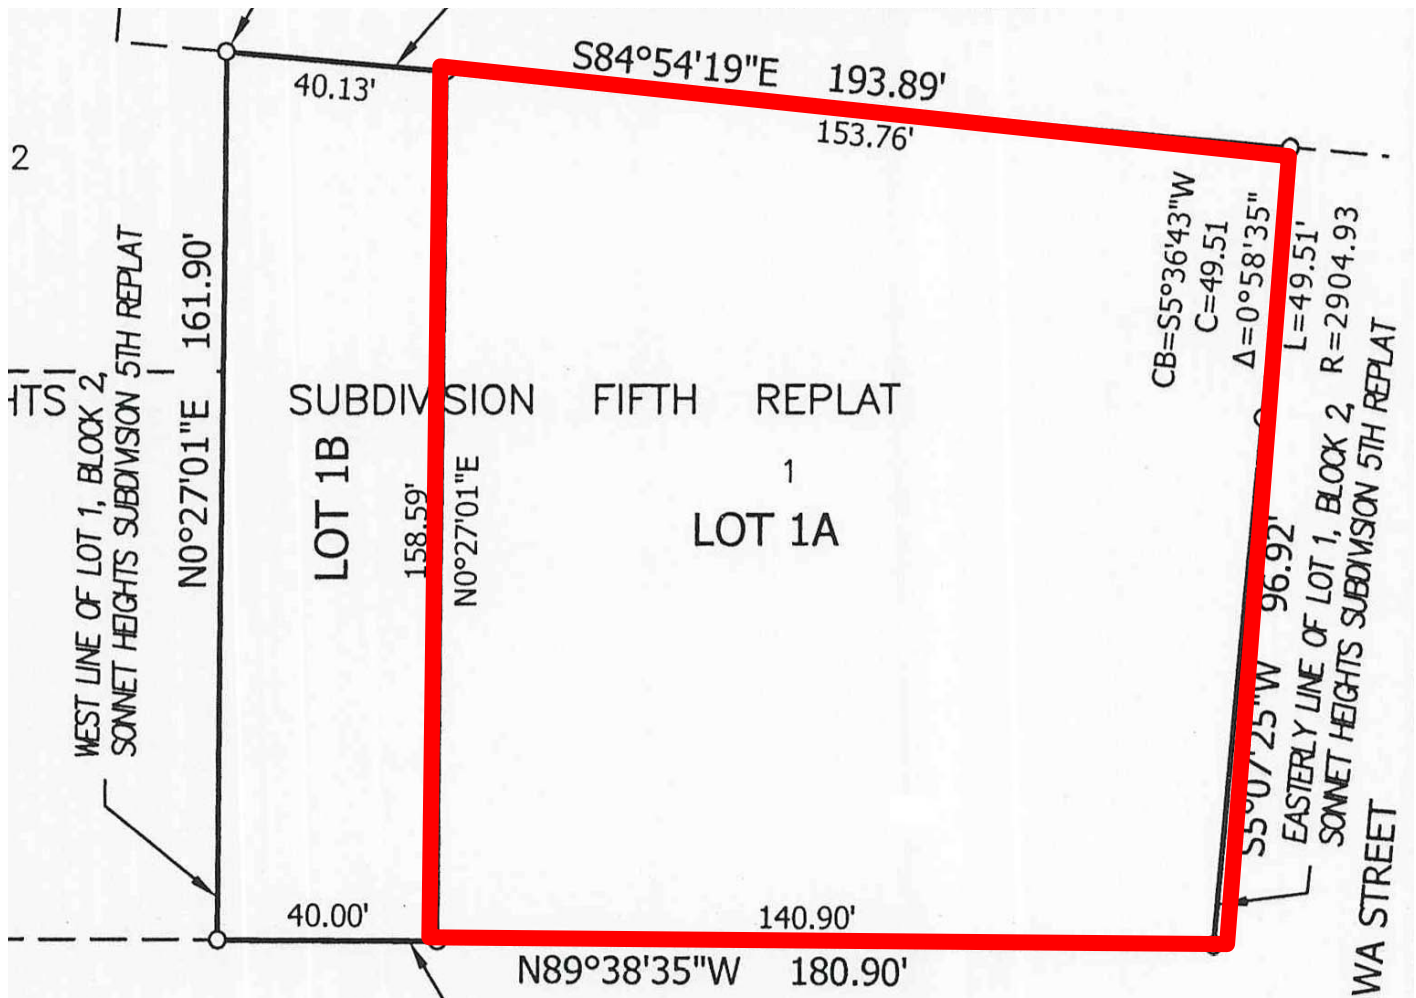 S84°54'19"E 193.89'
40.13'
153.76'
2
CB=S5°36'43"W
C=49.51
Δ=0°58'35"
L=49.51'
R=2904.93
N0°27'01"E 161.90'
WEST LINE OF LOT 1, BLOCK 2,
SONNET HEIGHTS SUBDIVISION 5TH REPLAT
HTS
SUBDIVISION FIFTH REPLAT
LOT 1B
158.59'
N0°27'01"E
1
LOT 1A
S5°07'25"W 96.92'
EASTERLY LINE OF LOT 1, BLOCK 2,
SONNET HEIGHTS SUBDIVISION 5TH REPLAT
40.00'
140.90'
N89°38'35"W 180.90'
WA STREET